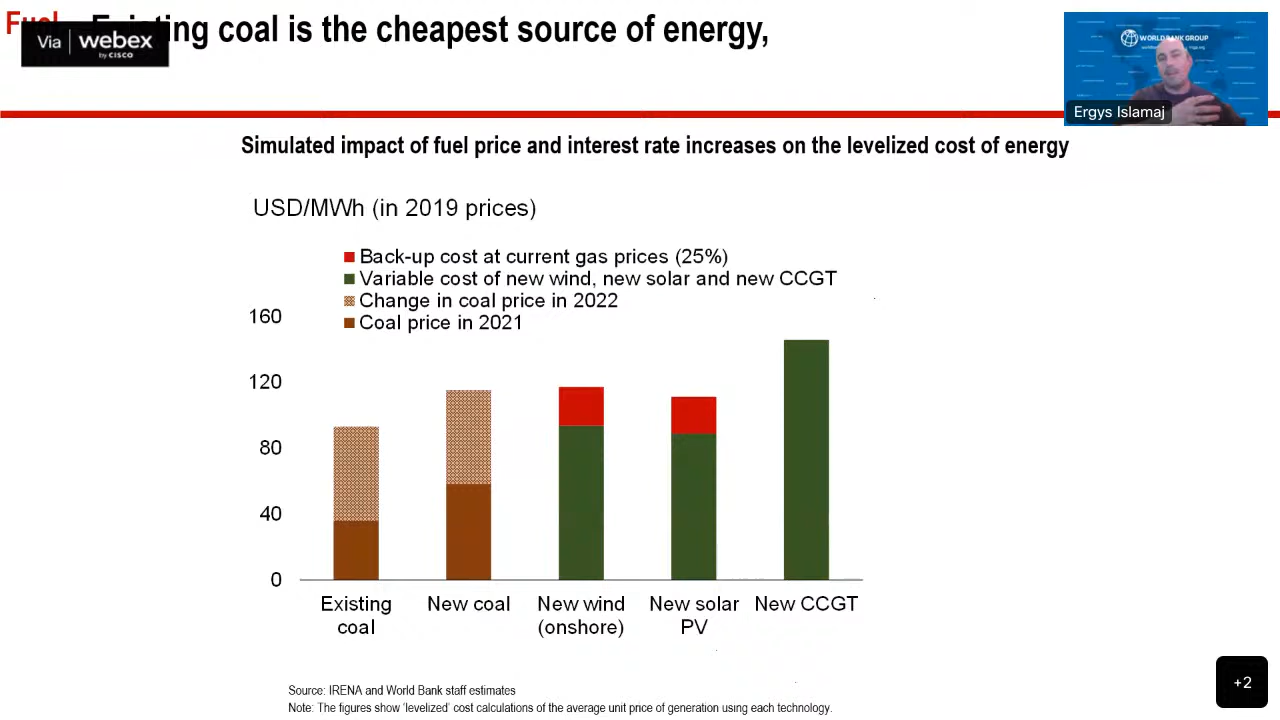 Fuel
Existing coal is the cheapest source of energy,
Via webex
by CISCO
WORLD BANK GROUP
Ergys Islamaj
Simulated impact of fuel price and interest rate increases on the levelized cost of energy
USD/MWh (in 2019 prices)
Back-up cost at current gas prices (25%)
Variable cost of new wind, new solar and new CCGT
Change in coal price in 2022
Coal price in 2021
160
120
80
40
0
Existing coal
New coal
New wind (onshore)
New solar PV
New CCGT
Source: IRENA and World Bank staff estimates
Note: The figures show 'levelized' cost calculations of the average unit price of generation using each technology.
+2